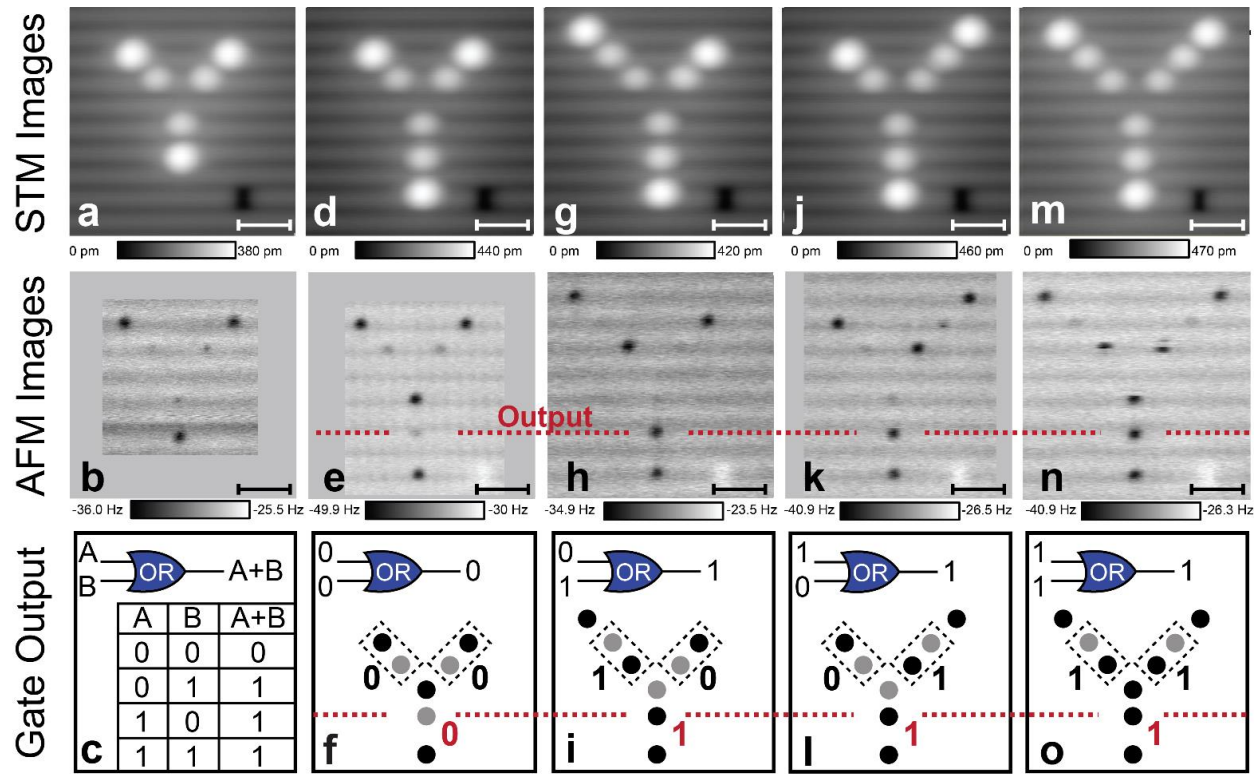 STM Images
a
d
g
j
m
0 pm 380 pm
0 pm 440 pm
0 pm 420 pm
0 pm 460 pm
0 pm 470 pm
AFM Images
Output
b
e
h
k
n
-36.0 Hz -25.5 Hz
-49.9 Hz -30 Hz
-34.9 Hz -23.5 Hz
-40.9 Hz -26.5 Hz
-40.9 Hz -26.3 Hz
Gate Output
A
B
OR
A+B
A B A+B
0 0 0
0 1 1
1 0 1
1 1 1
c
0
0
OR
0
0 0
0
f
0
1
OR
1
1 0
1
i
1
0
OR
1
0 1
1
l
1
1
OR
1
1 1
1
o